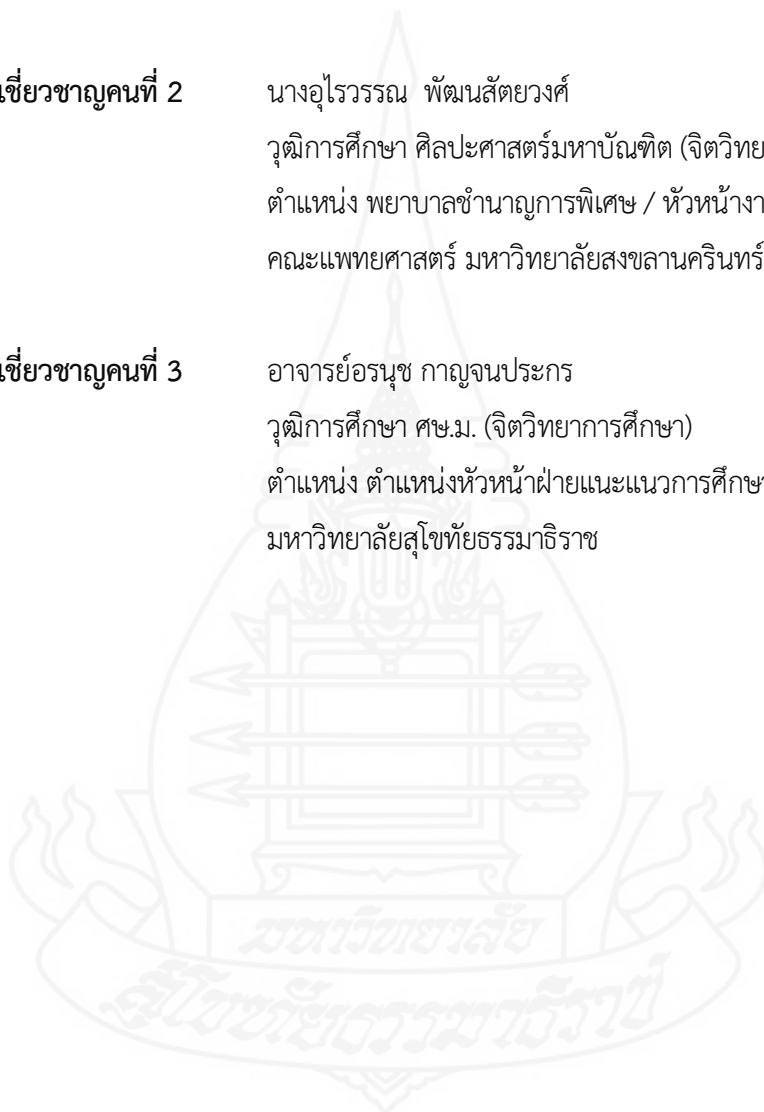 เชี่ยวชาญคนที่ 2 นางอุไรวรรณ พัฒนสัตยวงศ์
วุฒิการศึกษา ศิลปะศาสตร์มหาบัณฑิต (จิตวิทย
ตำแหน่ง พยาบาลชำนาญการพิเศษ / หัวหน้างา
คณะแพทยศาสตร์ มหาวิทยาลัยสงขลานครินทร์
เชี่ยวชาญคนที่ 3 อาจารย์อรนุช กาญจนประกร
วุฒิการศึกษา ศษ.ม. (จิตวิทยาการศึกษา)
ตำแหน่ง ตำแหน่งหัวหน้าฝ่ายแนะแนวการศึกษา
มหาวิทยาลัยสุโขทัยธรรมาธิราช
มหาวิทยาลัย
สุโขทัยธรรมาธิราช